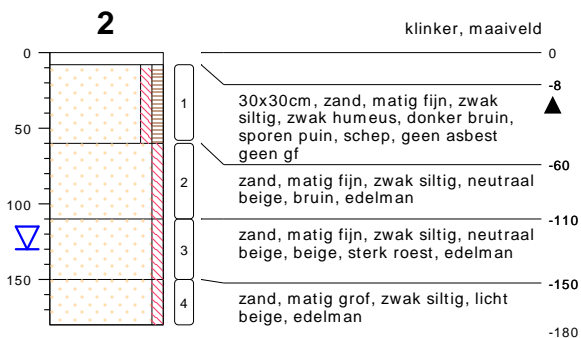 2
klinker, maaiveld
0
0
-8
1
30x30cm, zand, matig fijn, zwak
siltig, zwak humeus, donker bruin,
sporen puin, schep, geen asbest
geen gf
50
-60
2
zand, matig fijn, zwak siltig, neutraal
beige, bruin, edelman
100
-110
3
zand, matig fijn, zwak siltig, neutraal
beige, beige, sterk roest, edelman
150
-150
4
zand, matig grof, zwak siltig, licht
beige, edelman
-180